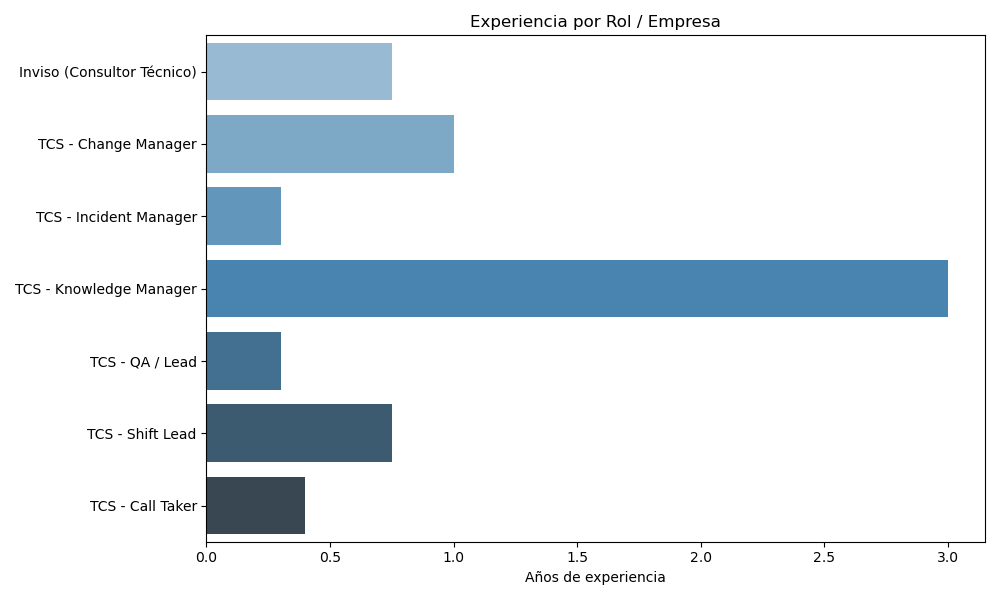 Experiencia por Rol / Empresa
Inviso (Consultor Técnico)
TCS - Change Manager
TCS - Incident Manager
TCS - Knowledge Manager
TCS - QA / Lead
TCS - Shift Lead
TCS - Call Taker
0.0 0.5 1.0 1.5 2.0 2.5 3.0
Años de experiencia